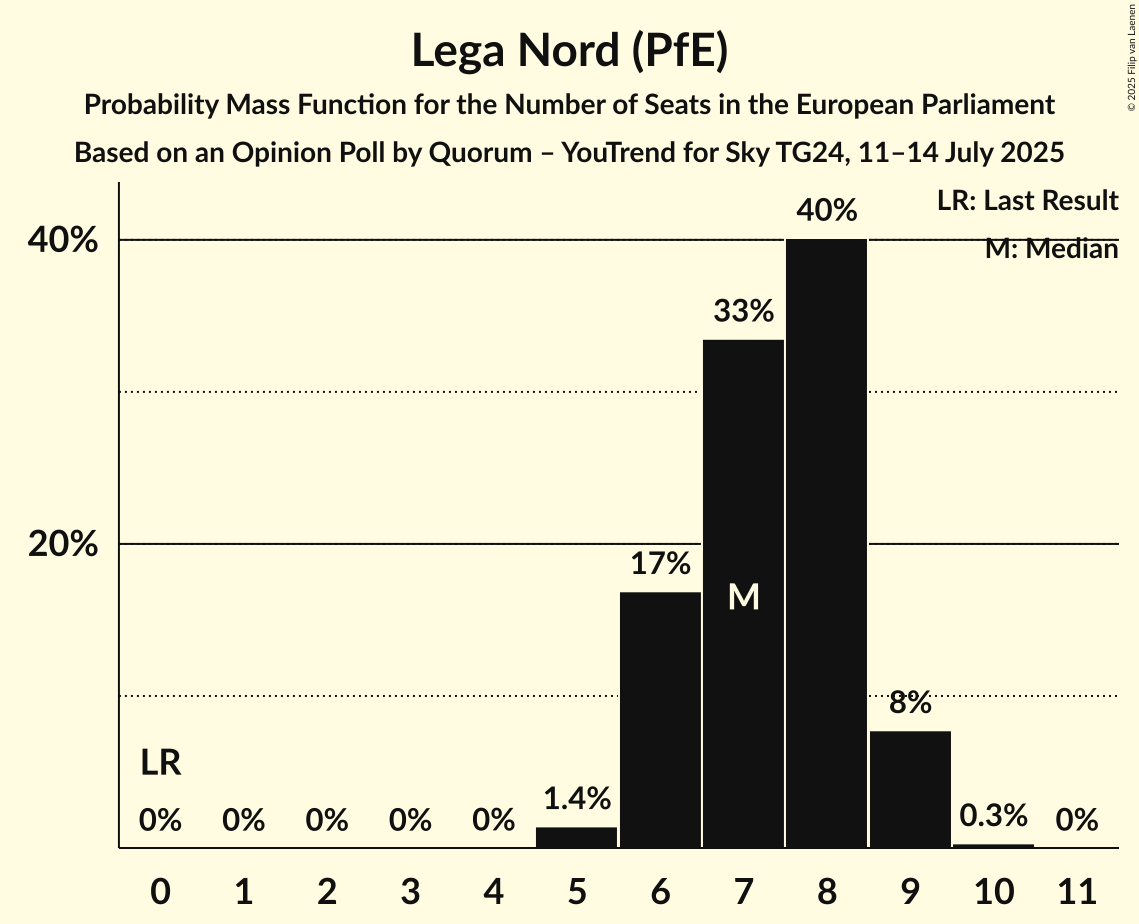 Lega Nord (PfE)
Probability Mass Function for the Number of Seats in the European Parliament
Based on an Opinion Poll by Quorum – YouTrend for Sky TG24, 11–14 July 2025
© 2025 Filip van Laenen
LR: Last Result
M: Median
40%
20%
40%
33%
17%
M
8%
LR
0%
0%
0%
0%
0%
1.4%
0.3%
0%
0 1 2 3 4 5 6 7 8 9 10 11